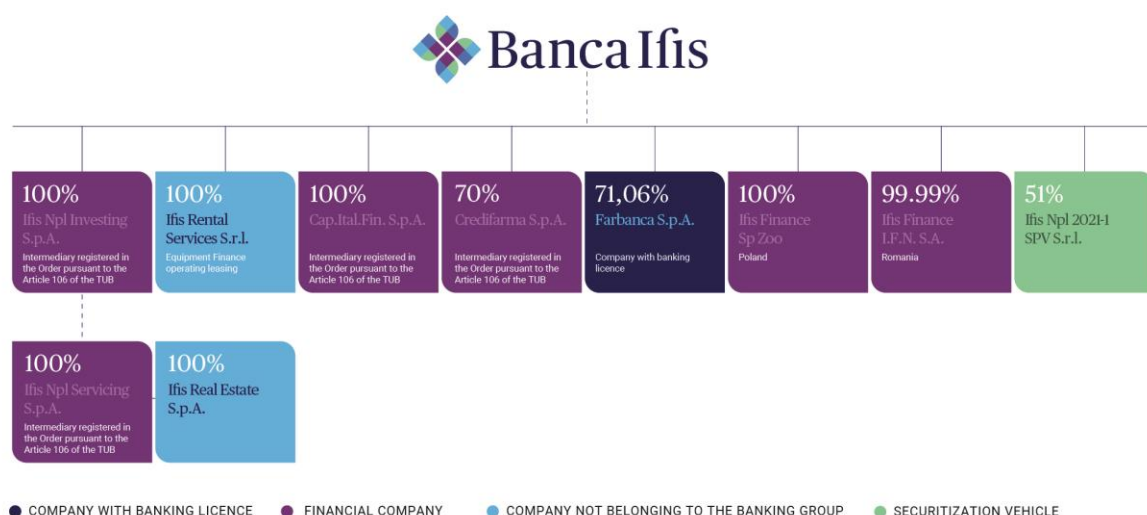 Banca Ifis
100%
Ifis Npl Investing
S.p.A.
Intermediary registered in
the Order pursuant to the
Article 106 of the TUB
100%
Ifis Rental
Services S.r.l.
Equipment Finance
operating leasing
100%
Cap.Ital.Fin. S.p.A.
Intermediary registered in
the Order pursuant to the
Article 106 of the TUB
70%
Credifarma S.p.A.
Intermediary registered in
the Order pursuant to the
Article 106 of the TUB
71,06%
Farbanca S.p.A.
Company with banking
licence
100%
Ifis Finance
Sp Zoo
Poland
99.99%
Ifis Finance
I.F.N. S.A.
Romania
51%
Ifis Npl 2021-1
SPV S.r.l.
100%
Ifis Npl Servicing
S.p.A.
Intermediary registered in
the Order pursuant to the
Article 106 of the TUB
100%
Ifis Real Estate
S.p.A.
COMPANY WITH BANKING LICENCE
FINANCIAL COMPANY
COMPANY NOT BELONGING TO THE BANKING GROUP
SECURITIZATION VEHICLE